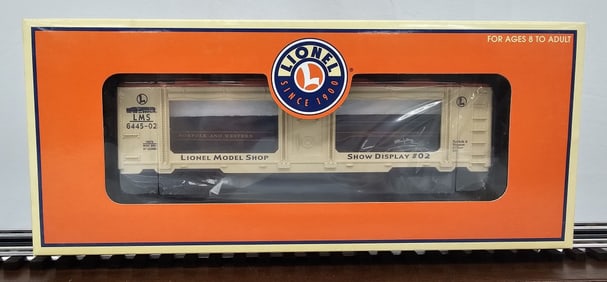 FOR AGES 8 TO ADULT
LIONEL
L
SINCE 1900
®
L
LMS
6445-02
L
NORFOLK AND WESTERN
LIONEL MODEL SHOP
SHOW DISPLAY #02